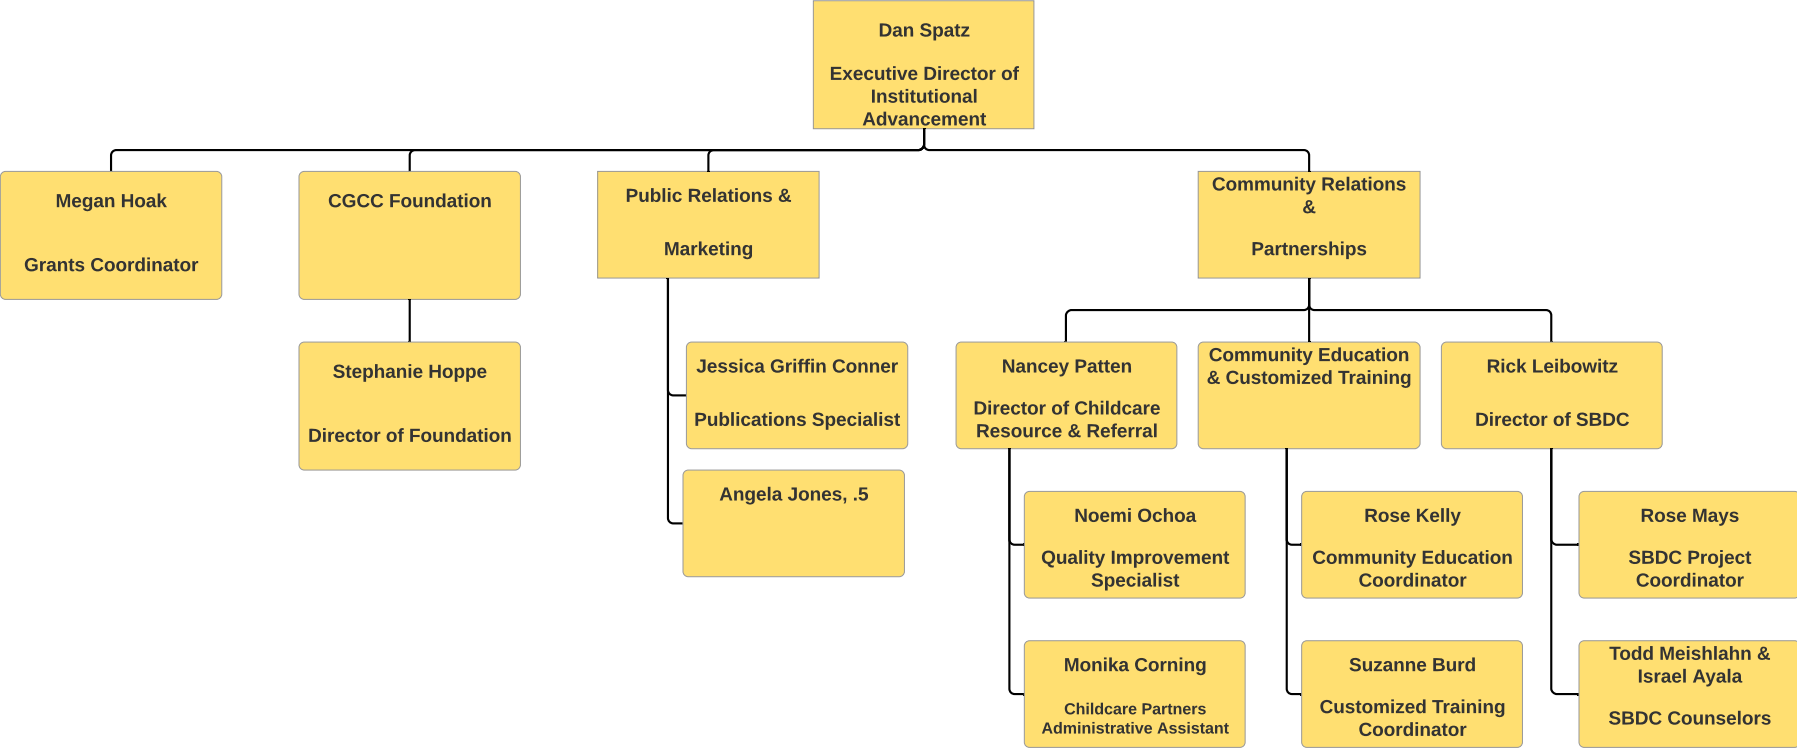 Dan Spatz
Executive Director of
Institutional
Advancement
Megan Hoak
Grants Coordinator
CGCC Foundation
Stephanie Hoppe
Director of Foundation
Public Relations &
Marketing
Jessica Griffin Conner
Publications Specialist
Angela Jones, .5
Community Relations
&
Partnerships
Nancey Patten
Director of Childcare
Resource & Referral
Noemi Ochoa
Quality Improvement
Specialist
Monika Corning
Childcare Partners
Administrative Assistant
Community Education
& Customized Training
Rose Kelly
Community Education
Coordinator
Suzanne Burd
Customized Training
Coordinator
Rick Leibowitz
Director of SBDC
Rose Mays
SBDC Project
Coordinator
Todd Meishlahn &
Israel Ayala
SBDC Counselors